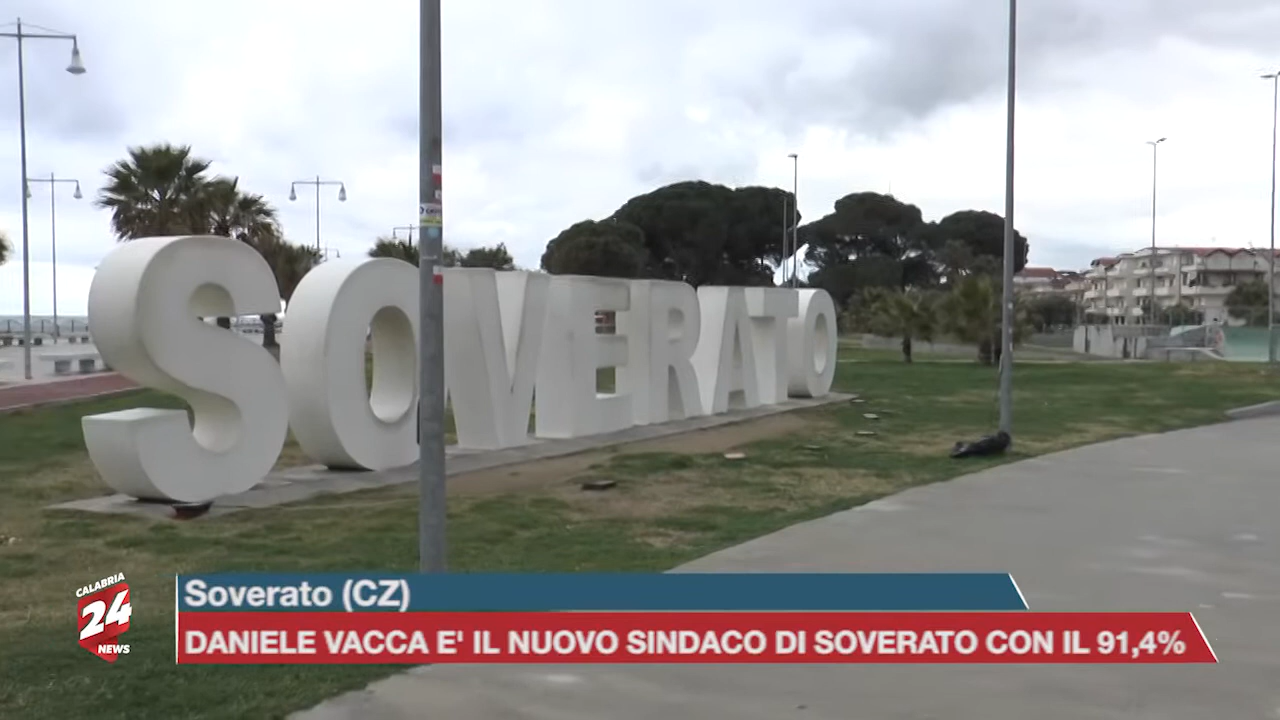 SOVERATO
CALABRIA
24
NEWS
Soverato (CZ)
DANIELE VACCA E' IL NUOVO SINDACO DI SOVERATO CON IL 91,4%